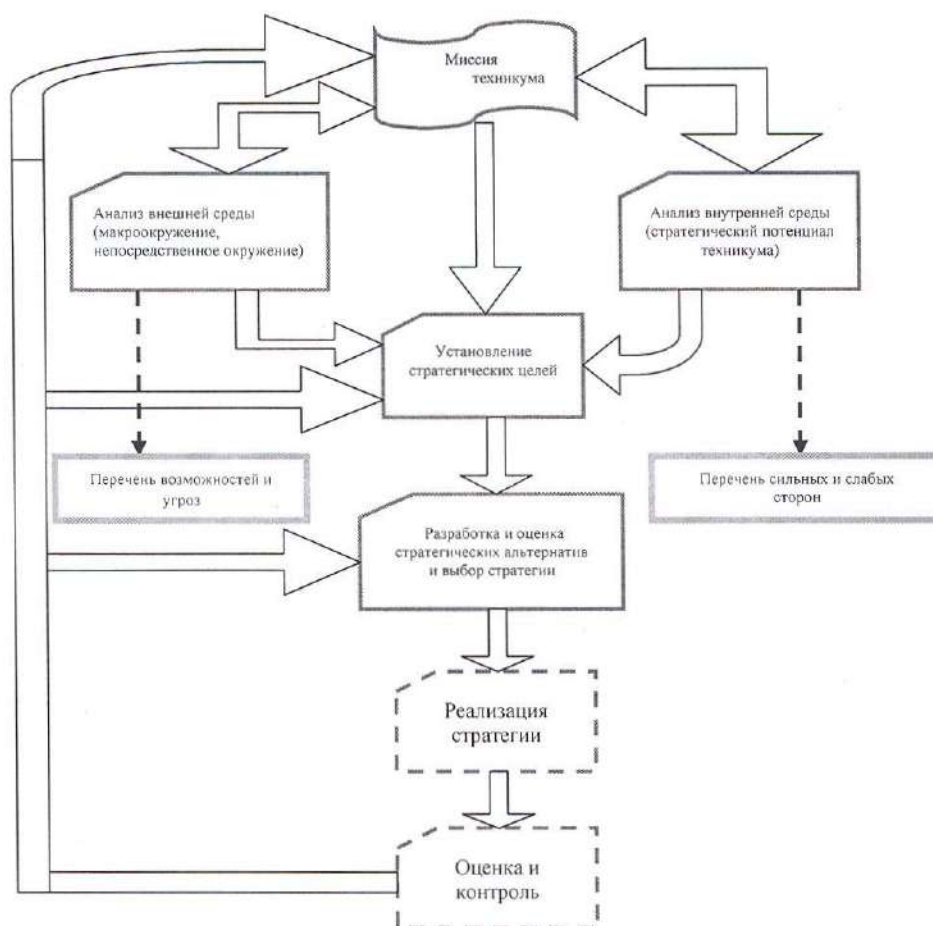 Миссия
техникума
Анализ внешней среды
(макроокружение,
непосредственное окружение)
Анализ внутренней среды
(стратегический потенциал
техникума)
Установление
стратегических целей
Перечень возможностей и
угроз
Перечень сильных и слабых
сторон
Разработка и оценка
стратегических альтернатив
и выбор стратегии
Реализация
стратегии
Оценка и
контроль